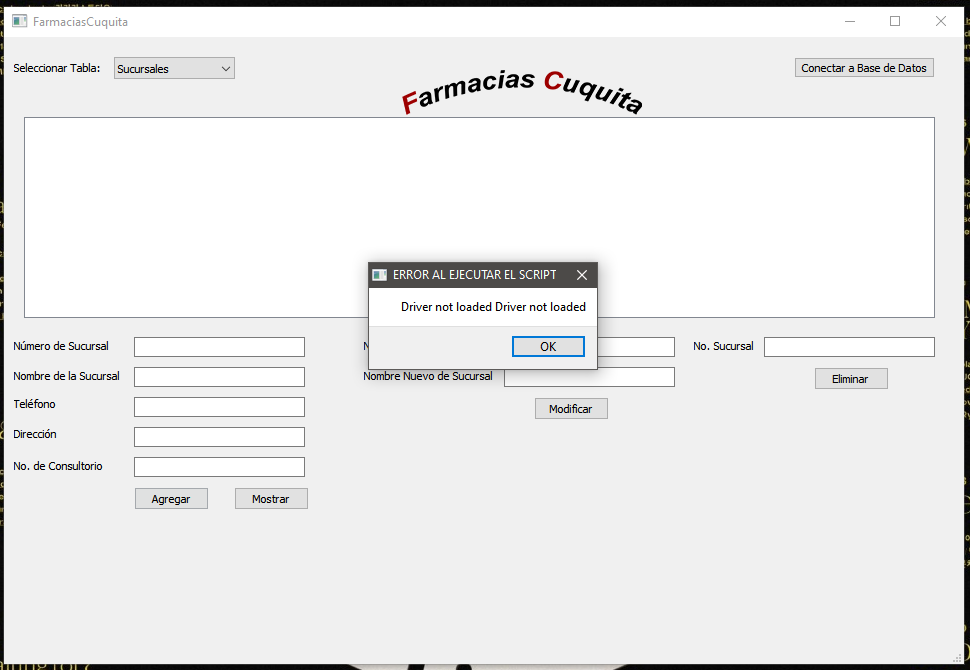 FarmaciasCuquita
Seleccionar Tabla: Sucursales
Conectar a Base de Datos
Farmacias Cuquita
ERROR AL EJECUTAR EL SCRIPT
Driver not loaded Driver not loaded
OK
Número de Sucursal
No. Sucursal
Nombre de la Sucursal
Nombre Nuevo de Sucursal
Eliminar
Teléfono
Modificar
Dirección
No. de Consultorio
Agregar
Mostrar